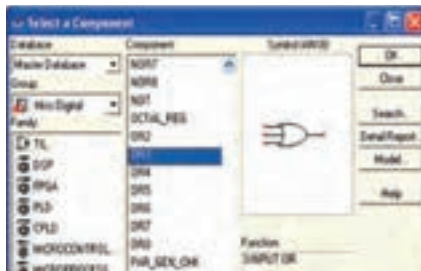 Select a Component
Database
Master Database
Group
Misc Digital
Family
TIL
DSP
FPGA
PLD
CPLD
MICROCONTROL
MICROPROCESS
Component
NOR7
NOR8
NOT
OCTAL_REG
OR2
OR3
OR4
OR5
OR6
OR7
OR8
PAR_GEN_CHK
Symbol
OK
Close
Search...
Detail Report...
Model...
Help
Function
3-INPUT OR